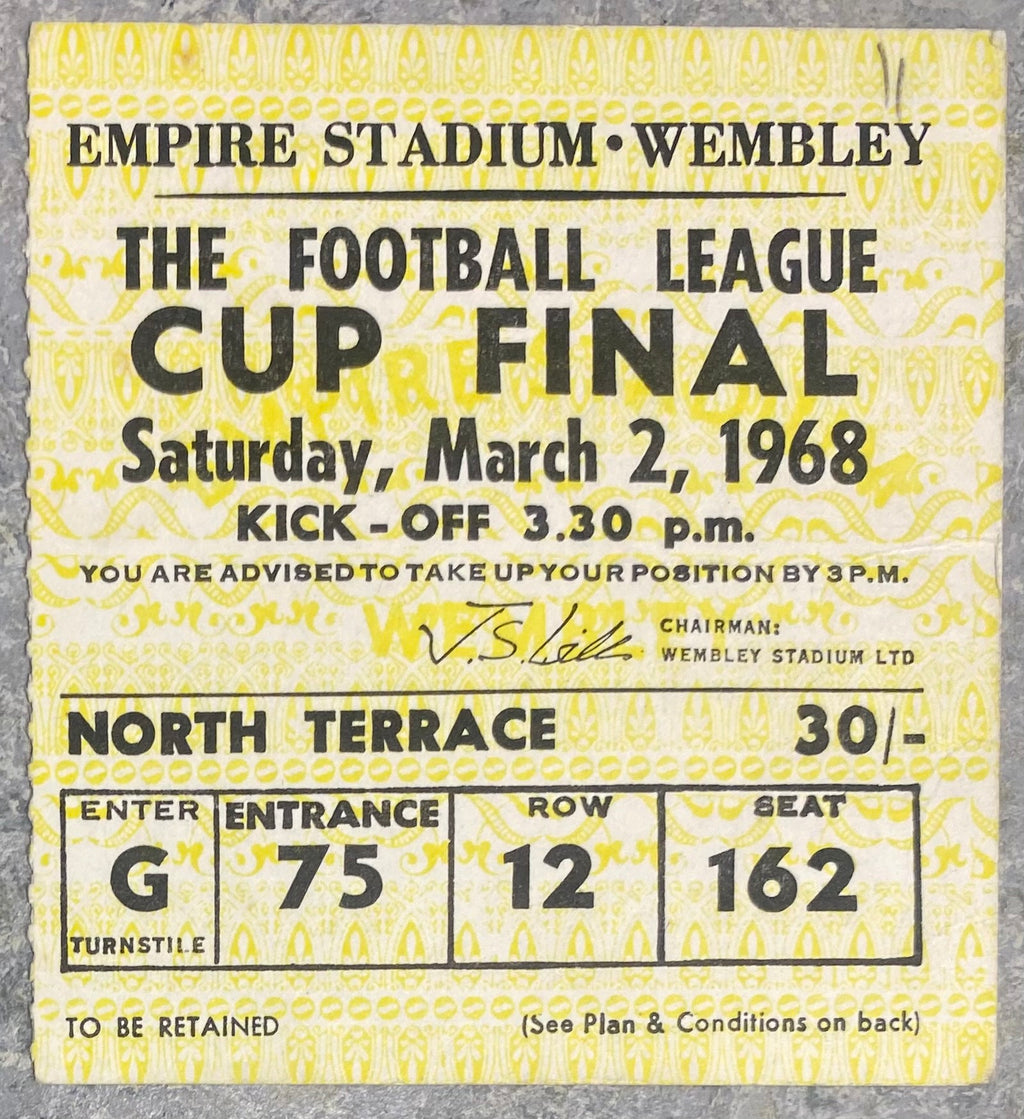 EMPIRE STADIUM • WEMBLEY
THE FOOTBALL LEAGUE
CUP FINAL
Saturday, March 2, 1968
KICK - OFF 3.30 p.m.
YOU ARE ADVISED TO TAKE UP YOUR POSITION BY 3 P.M.
CHAIRMAN:
WEMBLEY STADIUM LTD
NORTH TERRACE 30/-
ENTER ENTRANCE ROW SEAT
G 75 12 162
TURNSTILE
TO BE RETAINED (See Plan & Conditions on back)